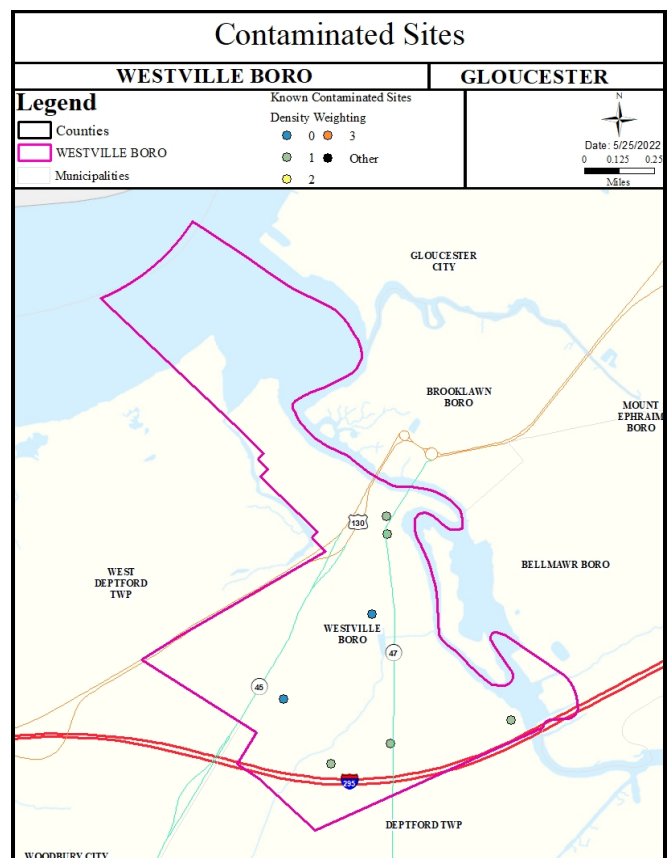 Contaminated Sites
WESTVILLE BORO
GLOUCESTER
Legend
Counties
WESTVILLE BORO
Municipalities
Known Contaminated Sites
Density Weighting
0
3
1
Other
2
N
Date: 5/25/2022
0 0.125 0.25
Miles
GLOUCESTER
CITY
BROOKLAWN
BORO
MOUNT
EPHRAIM
BORO
130
WEST
DEPTFORD
TWP
BELLMAWR BORO
WESTVILLE
BORO
47
45
295
DEPTFORD TWP
WOODBURY CITY